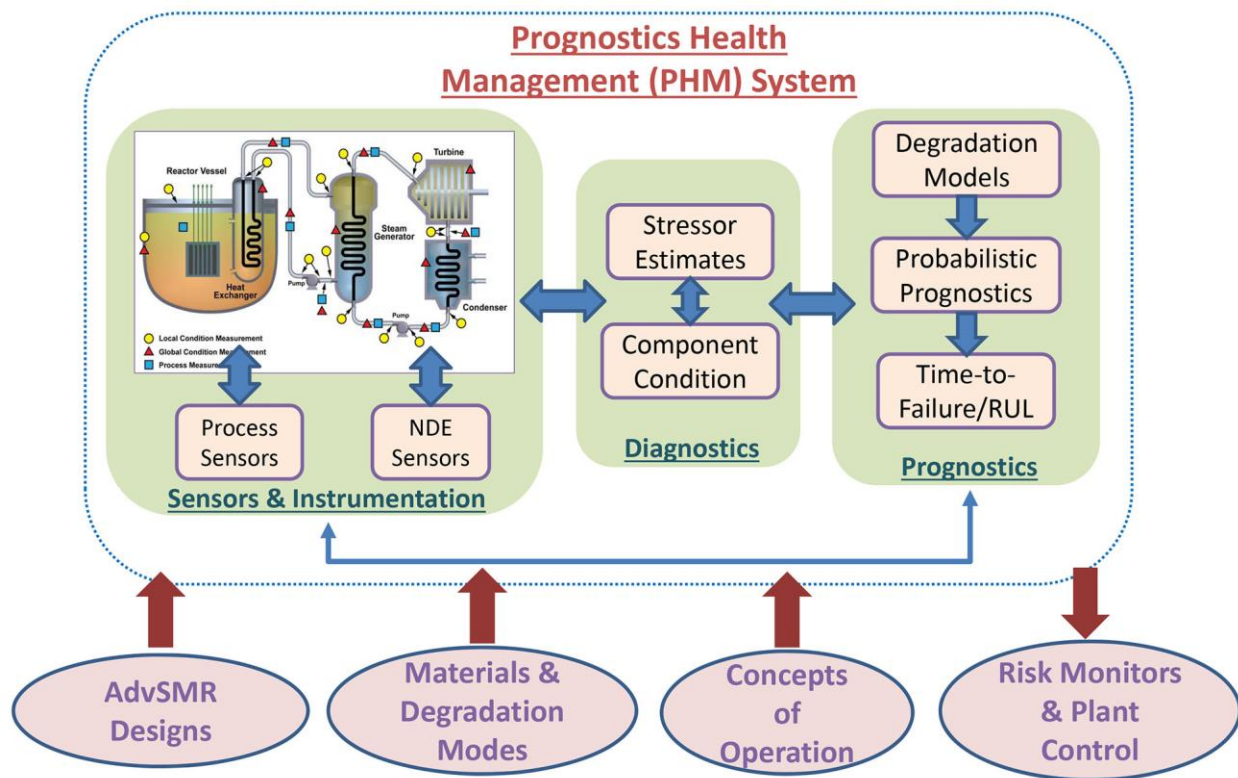 Prognostics Health
Management (PHM) System
Reactor Vessel
Heat
Exchanger
Pump
Steam
Generator
Turbine
Condenser
Pump
Local Condition Measurement
Global Condition Measurement
Process Measurement
Process
Sensors
NDE
Sensors
Sensors & Instrumentation
Stressor
Estimates
Component
Condition
Diagnostics
Degradation
Models
Probabilistic
Prognostics
Time-to-
Failure/RUL
Prognostics
AdvSMR
Designs
Materials &
Degradation
Modes
Concepts
of
Operation
Risk Monitors
& Plant
Control